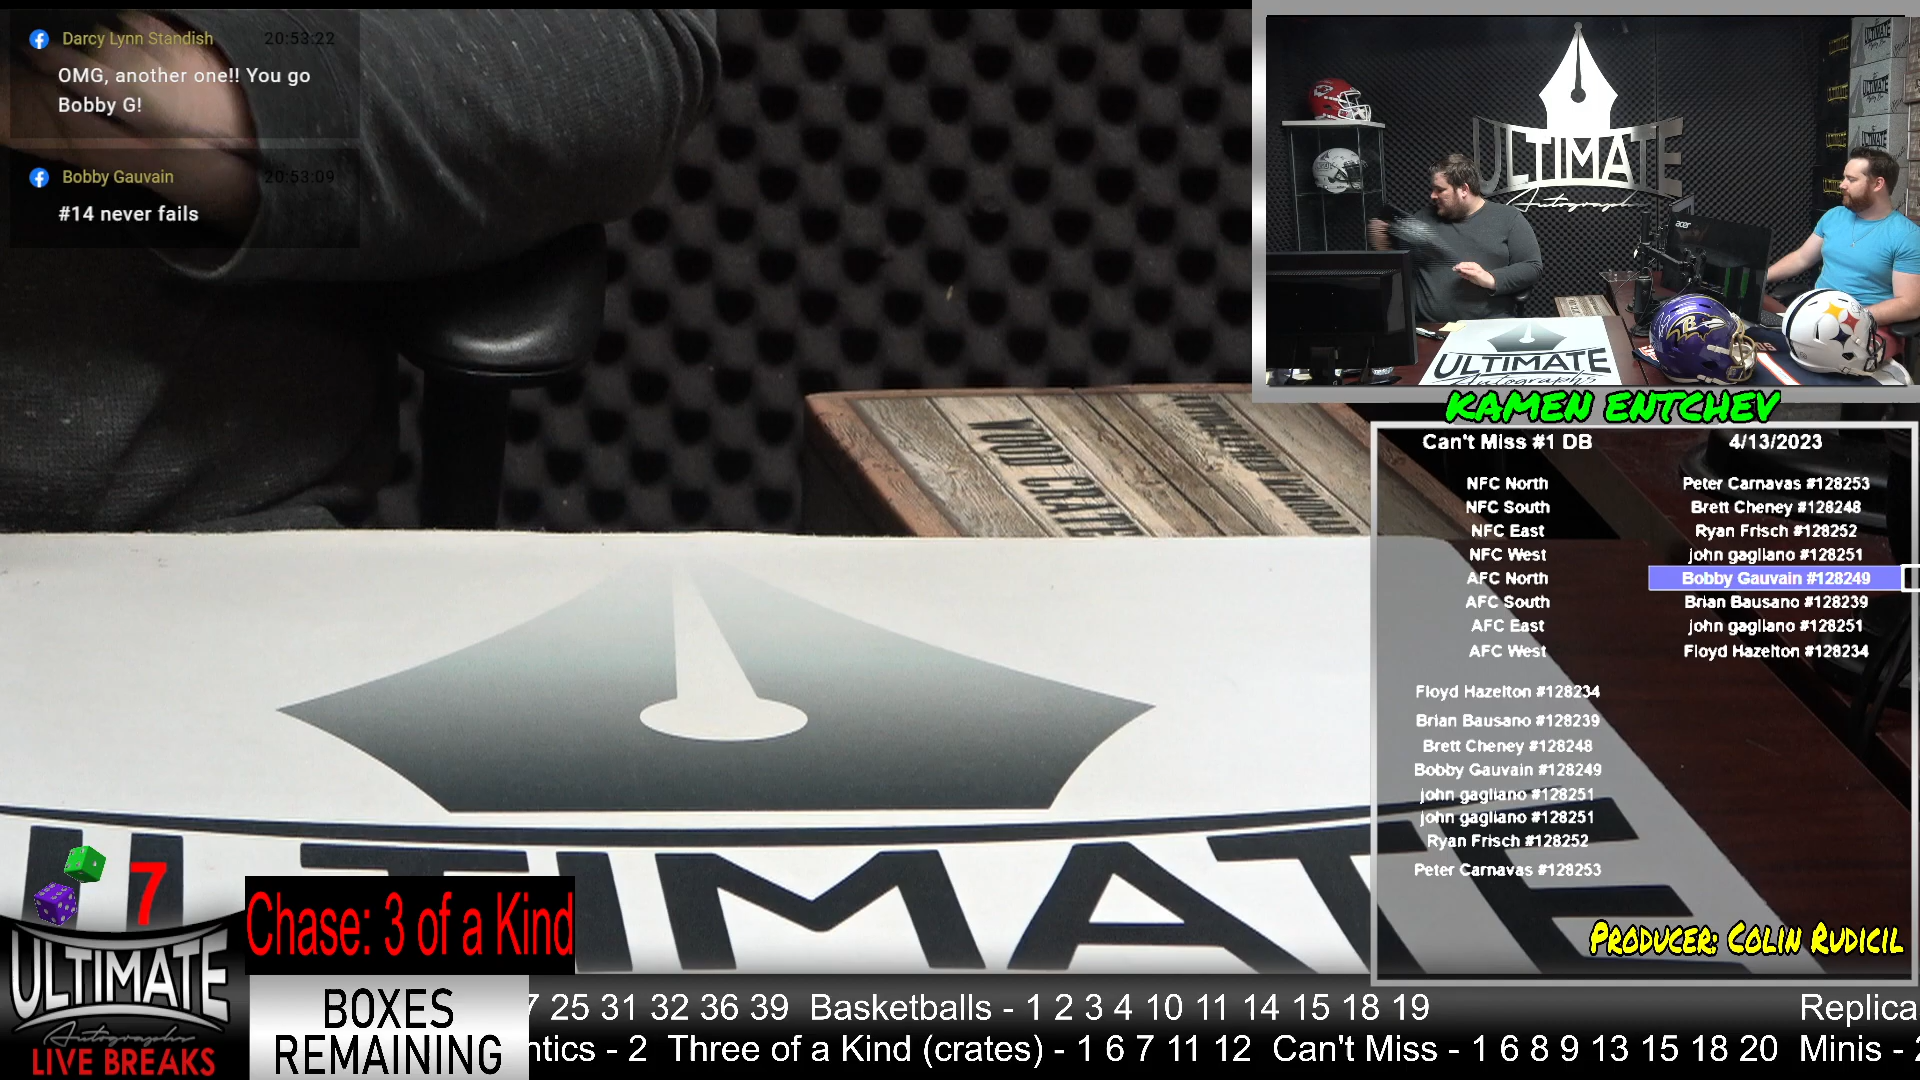 Darcy Lynn Standish 20:53:22
OMG, another one!! You go
Bobby G!
Bobby Gauvain 20:53:09
#14 never fails
ULTIMATE
Autographs
acer
ULTIMATE
Autographs
KAMEN ENTCHEV
Can't Miss #1 DB 4/13/2023
NFC North Peter Carnavas #128253
NFC South Brett Cheney #128248
NFC East Ryan Frisch #128252
NFC West john gagliano #128251
AFC North Bobby Gauvain #128249
AFC South Brian Bausano #128239
AFC East john gagliano #128251
AFC West Floyd Hazelton #128234
Floyd Hazelton #128234
Brian Bausano #128239
Brett Cheney #128248
Bobby Gauvain #128249
john gagliano #128251
john gagliano #128251
Ryan Frisch #128252
Peter Carnavas #128253
Producer: Colin Rudicil
WOOD CRATE
ULTIMATE
7
Chase: 3 of a Kind
ULTIMATE
Autographs
LIVE BREAKS
BOXES
REMAINING
7 25 31 32 36 39 Basketballs - 1 2 3 4 10 11 14 15 18 19 Replica
ntics - 2 Three of a Kind (crates) - 1 6 7 11 12 Can't Miss - 1 6 8 9 13 15 18 20 Minis - 2